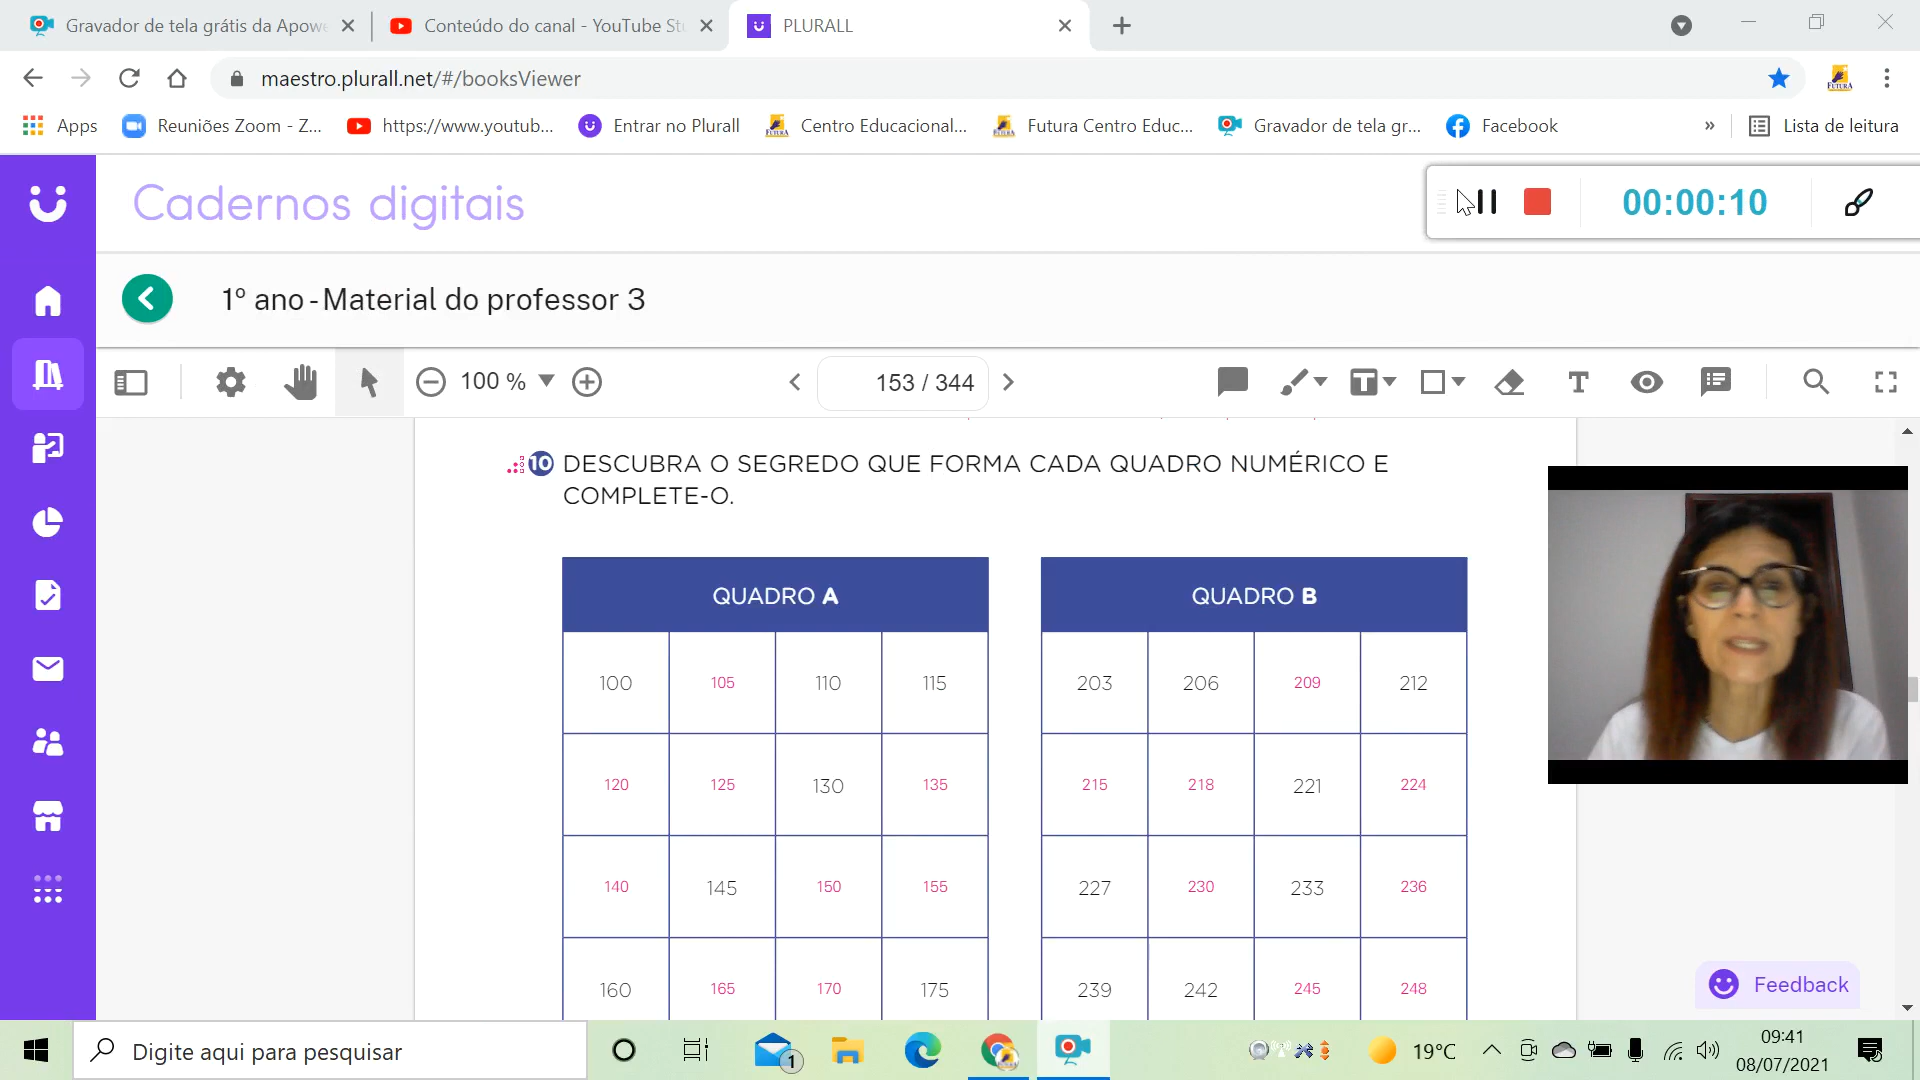 Gravador de tela grátis da Apowe
Conteúdo do canal - YouTube Stu
PLURALL
maestro.plurall.net/#/booksViewer
Apps
Reuniões Zoom - Z...
https://www.youtub...
Entrar no Plurall
Centro Educacional...
Futura Centro Educ...
Gravador de tela gr...
Facebook
»
Lista de leitura
Cadernos digitais
00:00:10
1º ano - Material do professor 3
100 %
153 / 344
10 DESCUBRA O SEGREDO QUE FORMA CADA QUADRO NUMÉRICO E
COMPLETE-O.
QUADRO A
100 105 110 115
120 125 130 135
140 145 150 155
160 165 170 175
QUADRO B
203 206 209 212
215 218 221 224
227 230 233 236
239 242 245 248
Feedback
Digite aqui para pesquisar
1
19°C
09:41
08/07/2021